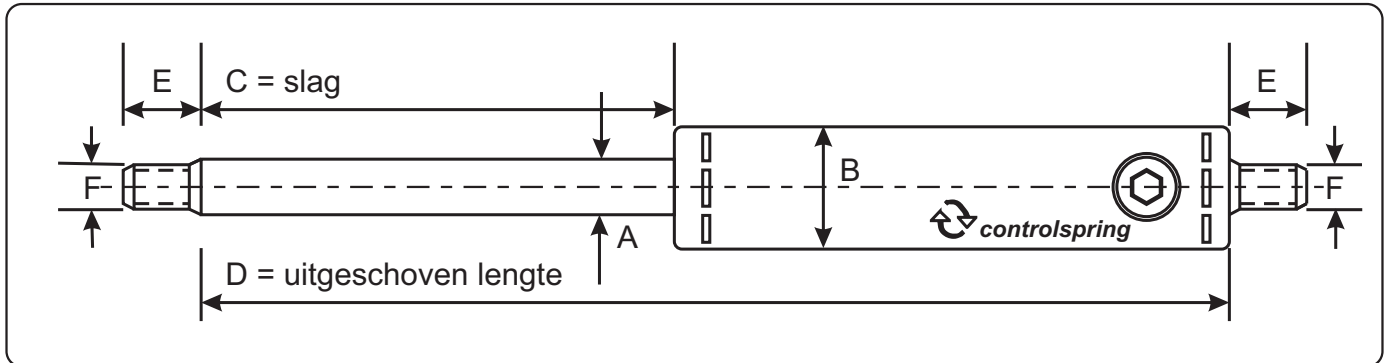 E
C = slag
E
F
B
F
A
controlspring
D = uitgeschoven lengte